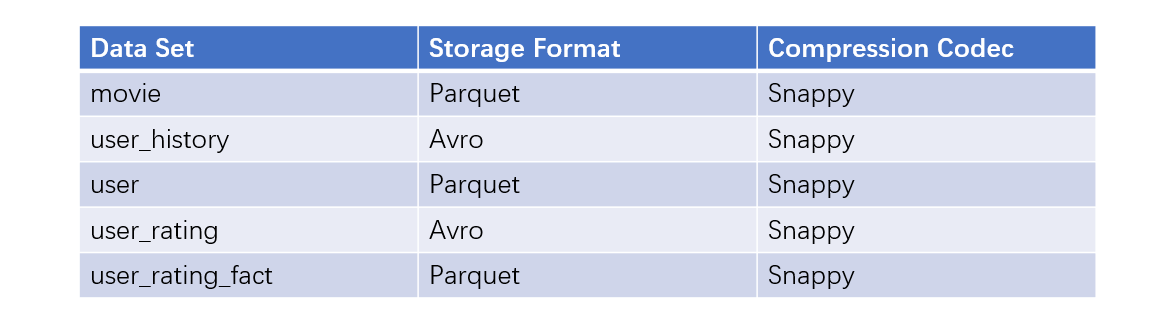 Data Set Storage Format Compression Codec
movie Parquet Snappy
user_history Avro Snappy
user Parquet Snappy
user_rating Avro Snappy
user_rating_fact Parquet Snappy